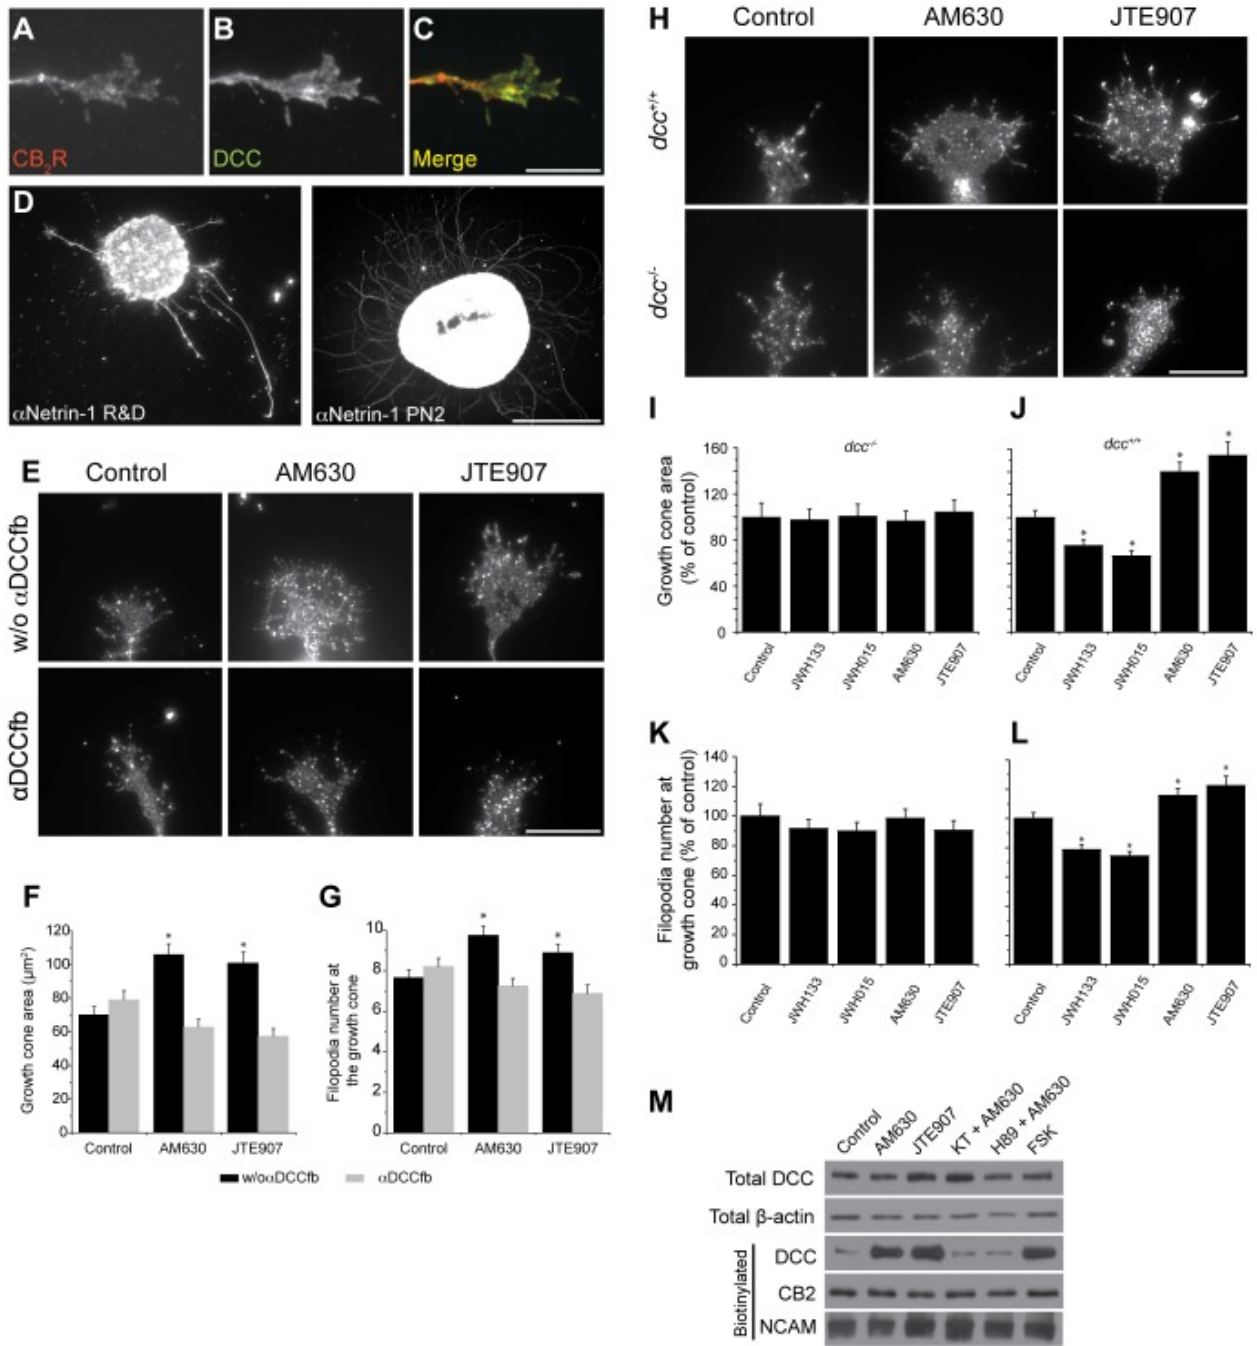 A
B
C
CB₂R
DCC
Merge
D
αNetrin-1 R&D
αNetrin-1 PN2
E
Control
AM630
JTE907
w/o αDCCfb
αDCCfb
F
Growth cone area (µm²)
120
100
80
60
40
20
0
Control
AM630
JTE907
*
*
G
Filopodia number at
the growth cone
10
8
6
4
2
0
Control
AM630
JTE907
*
*
w/oαDCCfb
αDCCfb
H
Control
AM630
JTE907
dcc⁺/⁺
dcc⁻/⁻
I
Growth cone area
(% of control)
dcc⁻/⁻
160
120
80
40
0
Control
JWH133
JWH015
AM630
JTE907
J
dcc⁺/⁺
*
*
*
*
Control
JWH133
JWH015
AM630
JTE907
K
Filopodia number at
growth cone (% of control)
140
120
100
80
60
40
20
0
Control
JWH133
JWH015
AM630
JTE907
L
*
*
*
*
Control
JWH133
JWH015
AM630
JTE907
M
Control
AM630
JTE907
KT + AM630
H89 + AM630
FSK
Total DCC
Total β-actin
Biotinylated
DCC
CB2
NCAM